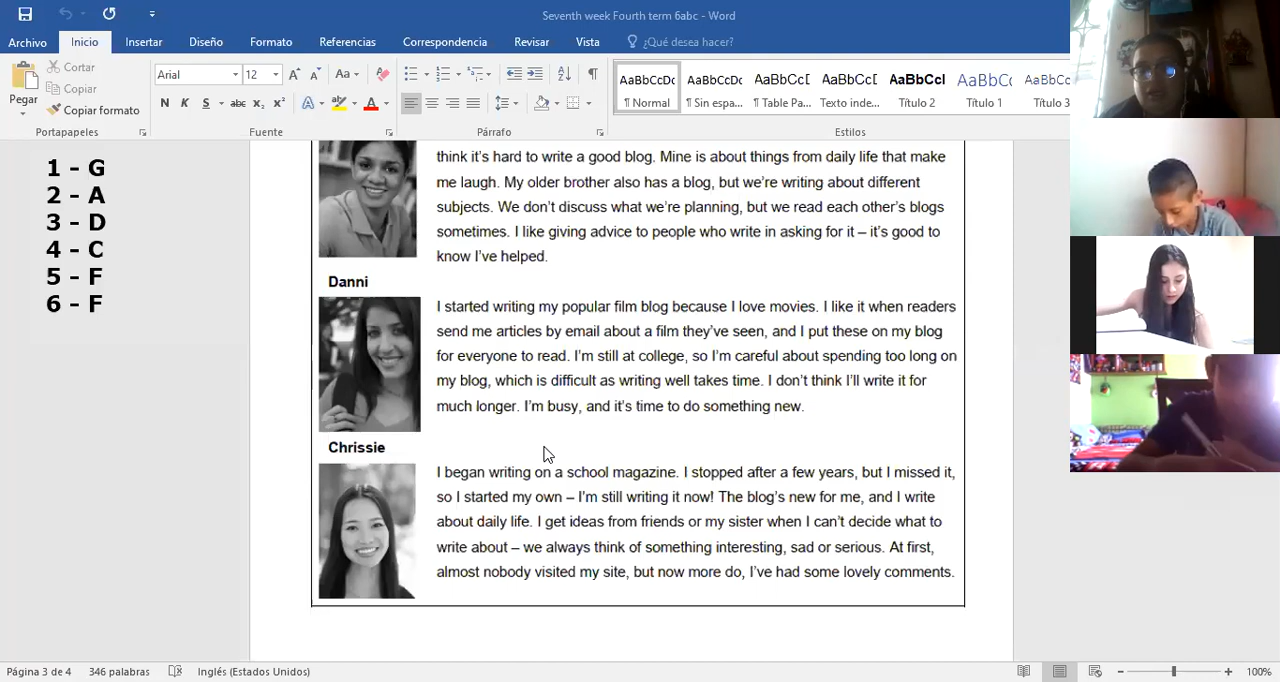 Seventh week Fourth term 6abc - Word
Archivo Inicio Insertar Diseño Formato Referencias Correspondencia Revisar Vista ¿Qué desea hacer?
Pegar
Cortar
Copiar
Copiar formato
Portapapeles
Arial 12
Fuente
Párrafo
AaBbCcDc AaBbCcDc AaBbCcD AaBbCcD AaBbCcI AaBbC AaBbCc
¶ Normal ¶ Sin espa... ¶ Table Pa... Texto inde... Título 2 Título 1 Título 3
Estilos
1 - G
2 - A
3 - D
4 - C
5 - F
6 - F
think it's hard to write a good blog. Mine is about things from daily life that make
me laugh. My older brother also has a blog, but we're writing about different
subjects. We don't discuss what we're planning, but we read each other's blogs
sometimes. I like giving advice to people who write in asking for it – it's good to
know I've helped.
Danni
I started writing my popular film blog because I love movies. I like it when readers
send me articles by email about a film they've seen, and I put these on my blog
for everyone to read. I'm still at college, so I'm careful about spending too long on
my blog, which is difficult as writing well takes time. I don't think I'll write it for
much longer. I'm busy, and it's time to do something new.
Chrissie
I began writing on a school magazine. I stopped after a few years, but I missed it,
so I started my own – I'm still writing it now! The blog's new for me, and I write
about daily life. I get ideas from friends or my sister when I can't decide what to
write about – we always think of something interesting, sad or serious. At first,
almost nobody visited my site, but now more do, I've had some lovely comments.
Página 3 de 4 346 palabras Inglés (Estados Unidos) 100%